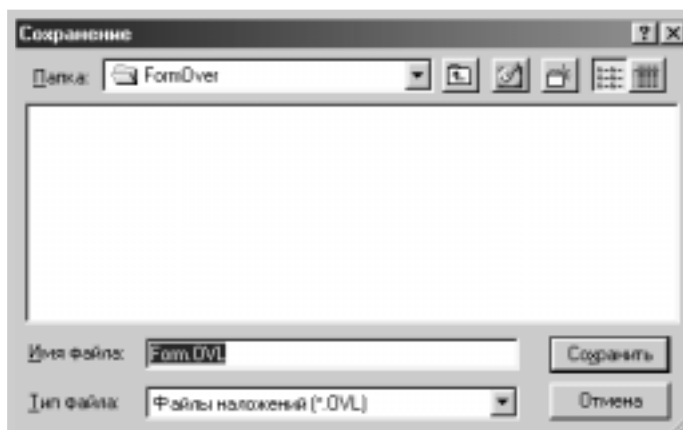 Сохранение
Папка: FormOver
Имя файла: Form.OVL
Сохранить
Тип файла: Файлы наложений (*.OVL)
Отмена